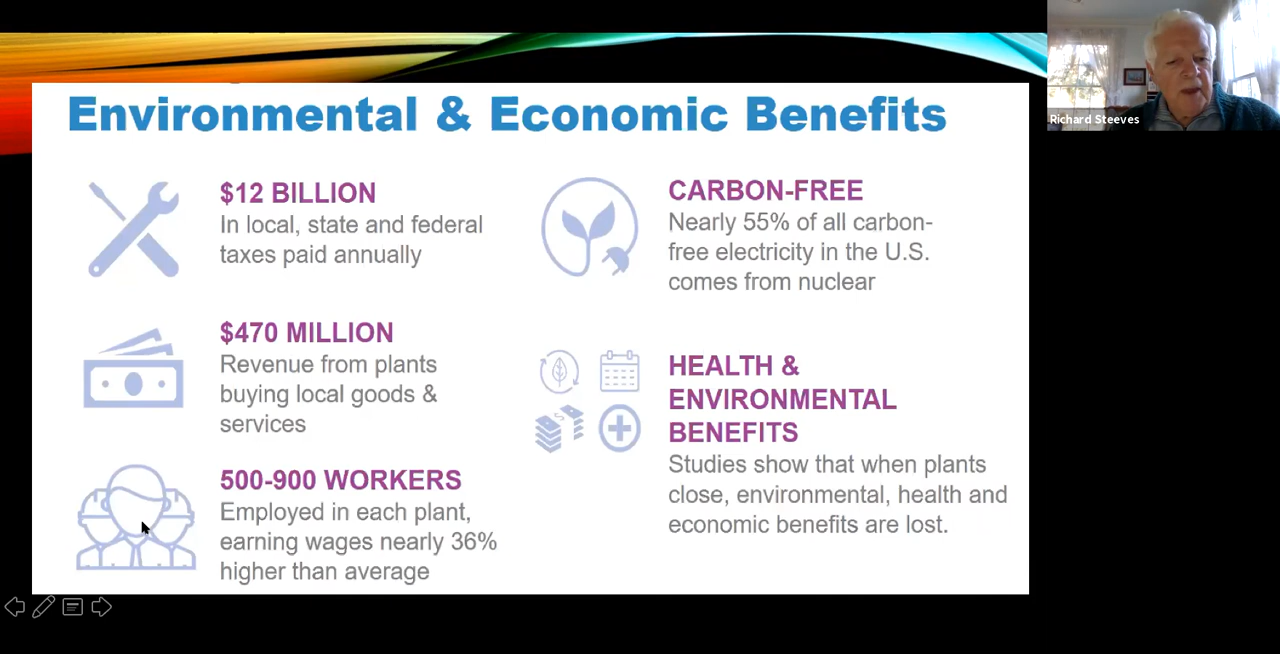 Environmental & Economic Benefits
$12 BILLION
In local, state and federal
taxes paid annually
$470 MILLION
Revenue from plants
buying local goods &
services
500-900 WORKERS
Employed in each plant,
earning wages nearly 36%
higher than average
CARBON-FREE
Nearly 55% of all carbon-
free electricity in the U.S.
comes from nuclear
HEALTH &
ENVIRONMENTAL
BENEFITS
Studies show that when plants
close, environmental, health and
economic benefits are lost.
Richard Steeves